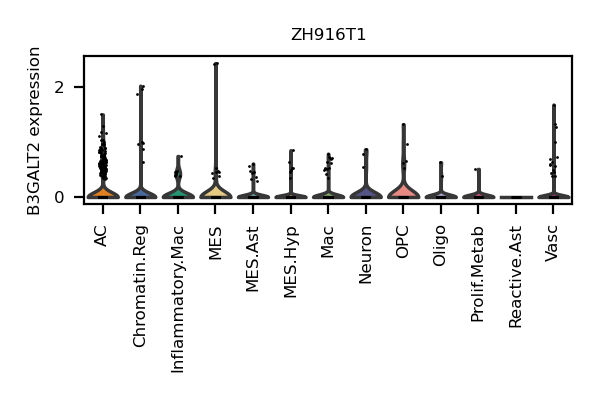 ZH916T1
B3GALT2 expression
2
0
AC
Chromatin.Reg
Inflammatory.Mac
MES
MES.Ast
MES.Hyp
Mac
Neuron
OPC
Oligo
Prolif.Metab
Reactive.Ast
Vasc